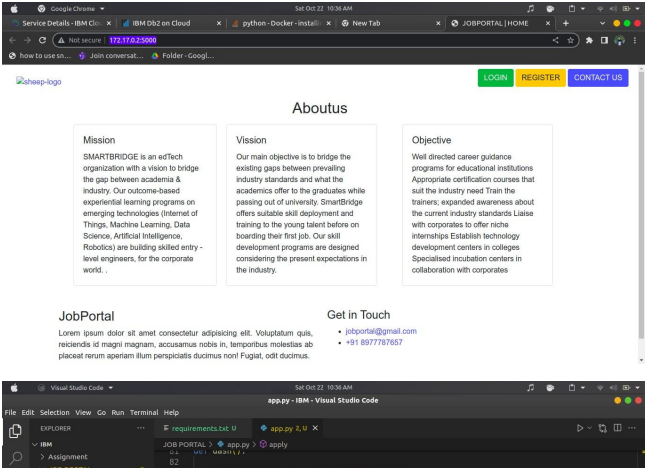 Google Chrome
Sat Oct 22 10:36 AM
Service Details - IBM Clou
IBM Db2 on Cloud
python - Docker - installin
New Tab
JOBPORTAL | HOME
Not secure | 172.17.0.2:5000
how to use sn...
Join conversat...
Folder - Googl...
sheep-logo
LOGIN
REGISTER
CONTACT US
Aboutus
Mission
SMARTBRIDGE is an edTech
organization with a vision to bridge
the gap between academia &
industry. Our outcome-based
experiential learning programs on
emerging technologies (Internet of
Things, Machine Learning, Data
Science, Artificial Intelligence,
Robotics) are building skilled entry -
level engineers, for the corporate
world. .
Vission
Our main objective is to bridge the
existing gaps between prevailing
industry standards and what the
academics offer to the graduates while
passing out of university. SmartBridge
offers suitable skill deployment and
training to the young talent before on
boarding their first job. Our skill
development programs are designed
considering the present expectations in
the industry.
Objective
Well directed career guidance
programs for educational institutions
Appropriate certification courses that
suit the industry need Train the
trainers; expanded awareness about
the current industry standards Liaise
with corporates to offer niche
internships Establish technology
development centers in colleges
Specialised incubation centers in
collaboration with corporates
JobPortal
Lorem ipsum dolor sit amet consectetur adipisicing elit. Voluptatum quis,
reiciendis id magni magnam, accusamus nobis in, temporibus molestias ab
placeat rerum aperiam illum perspiciatis ducimus non! Fugiat, odit ducimus.
Get in Touch
jobportal@gmail.com
+91 8977787657
Visual Studio Code
Sat Oct 22 10:36 AM
app.py - IBM - Visual Studio Code
File Edit Selection View Go Run Terminal Help
EXPLORER
requirements.txt U
app.py 2, U
IBM
JOB PORTAL > app.py > apply
Assignment
81 def dash():
82